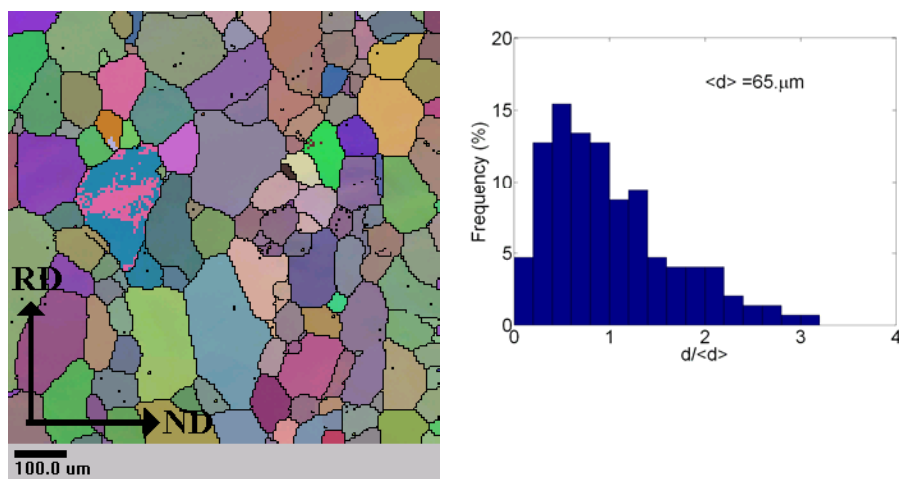 RD
ND
100.0 um
20
15
10
5
0
Frequency (%)
<d> =65.μm
0 1 2 3 4
d/<d>